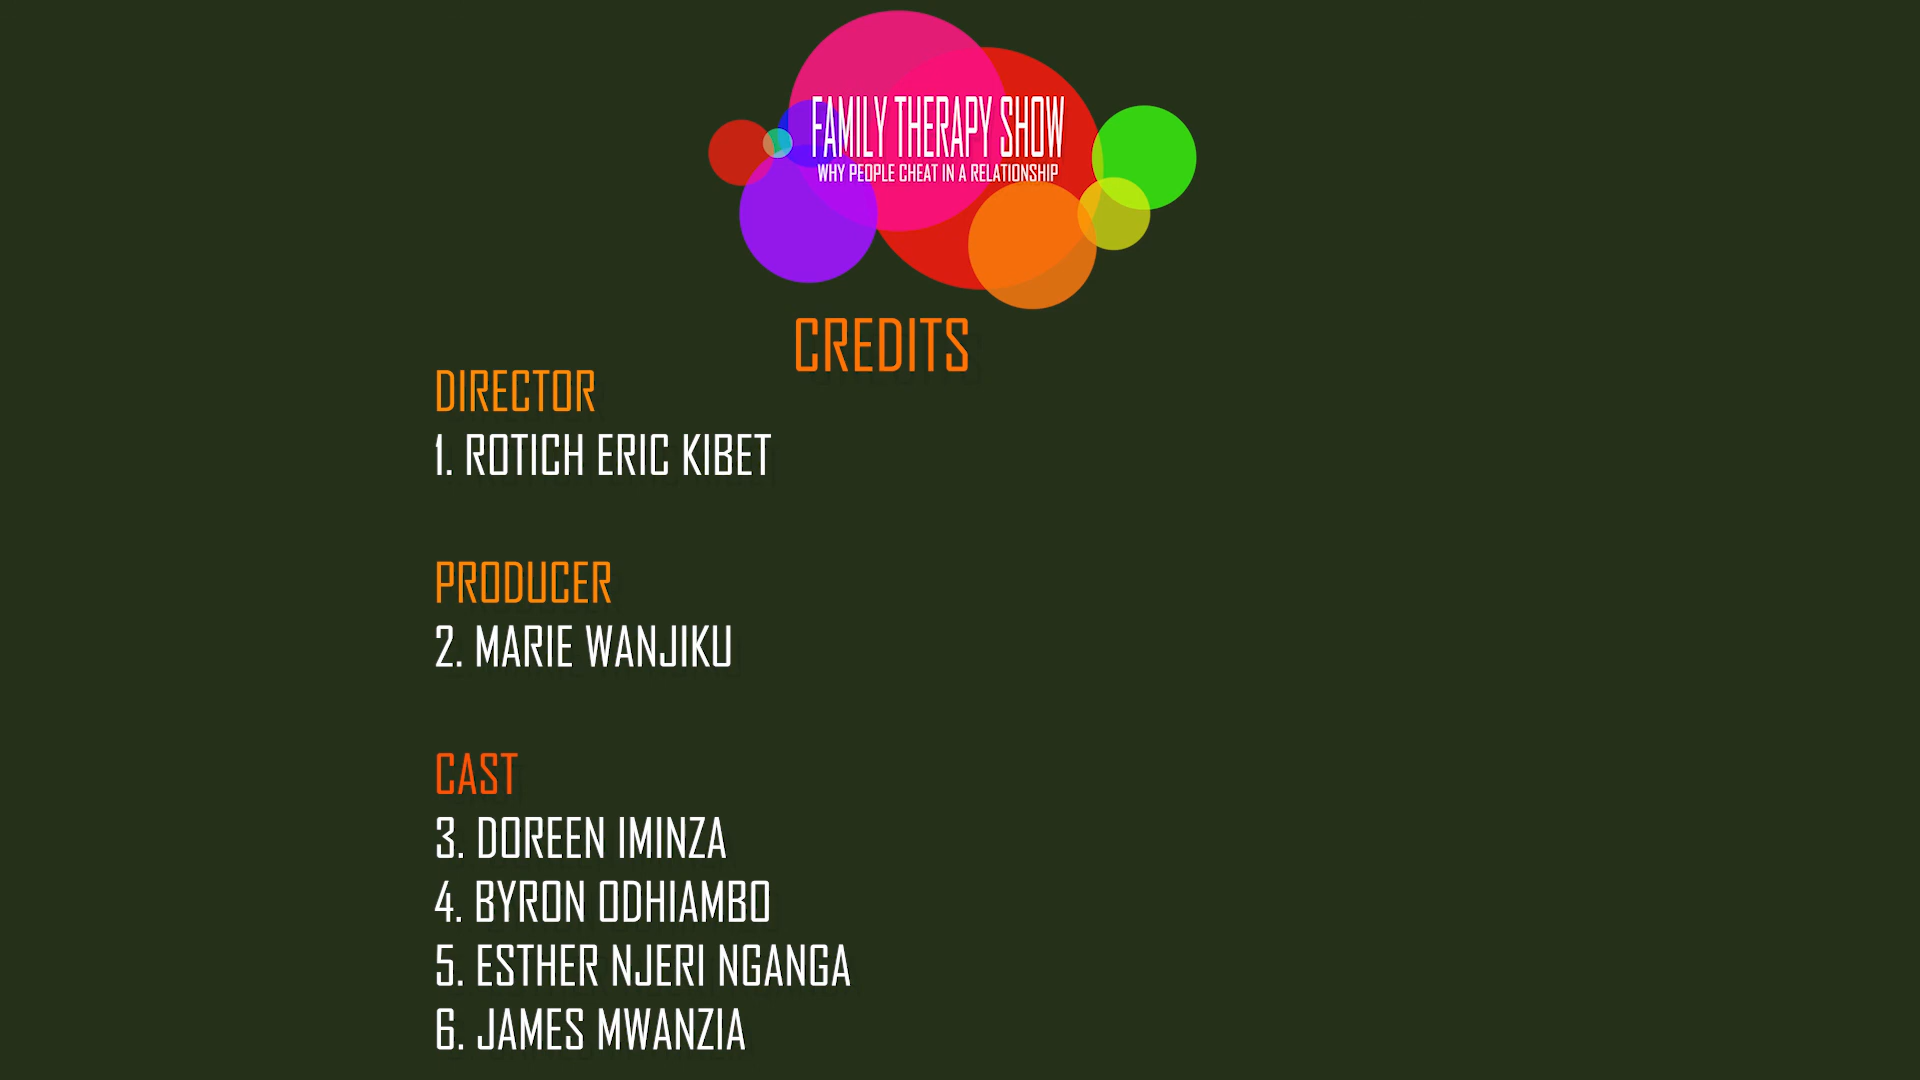 FAMILY THERAPY SHOW
WHY PEOPLE CHEAT IN A RELATIONSHIP
CREDITS
DIRECTOR
1. ROTICH ERIC KIBET
PRODUCER
2. MARIE WANJIKU
CAST
3. DOREEN IMINZA
4. BYRON ODHIAMBO
5. ESTHER NJERI NGANGA
6. JAMES MWANZIA